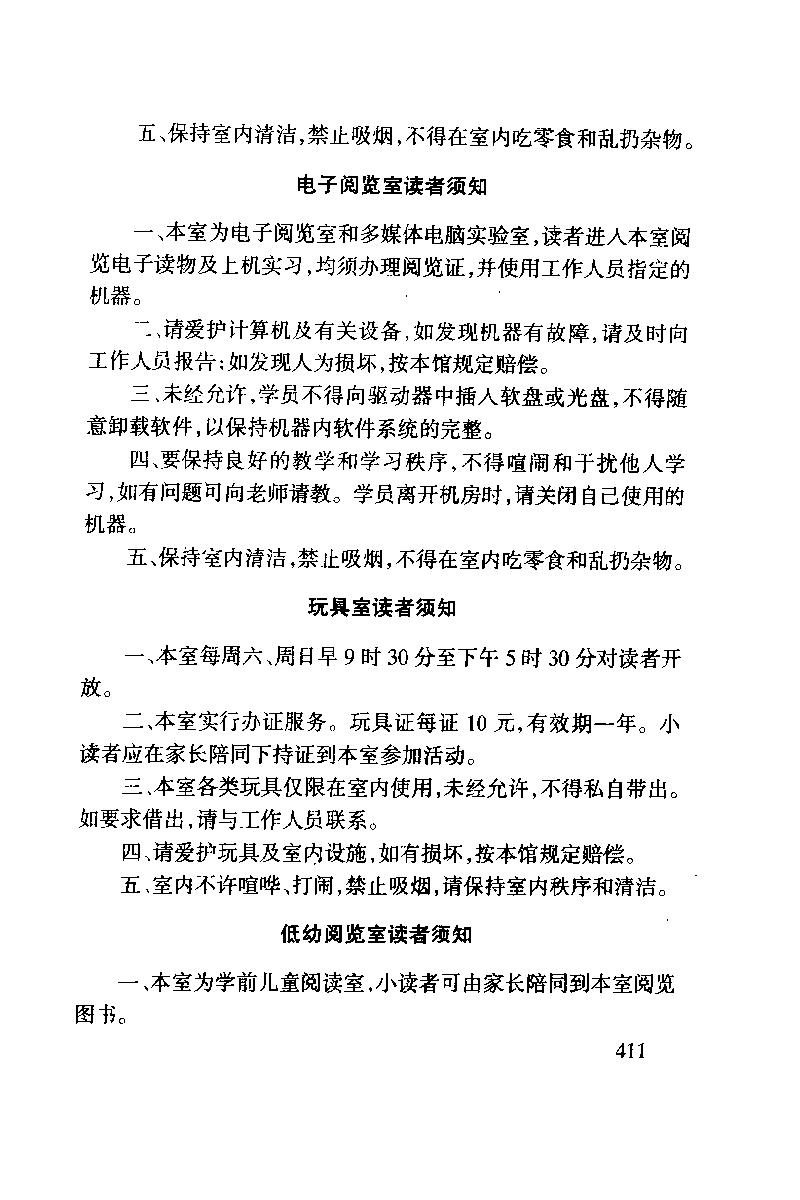 五、保持室内清洁,禁止吸烟,不得在室内吃零食和乱扔杂物。
电子阅览室读者须知
一、本室为电子阅览室和多媒体电脑实验室,读者进入本室阅
览电子读物及上机实习,均须办理阅览证,并使用工作人员指定的
机器。
二、请爱护计算机及有关设备,如发现机器有故障,请及时向
工作人员报告;如发现人为损坏,按本馆规定赔偿。
三、未经允许,学员不得向驱动器中插入软盘或光盘,不得随
意卸载软件,以保持机器内软件系统的完整。
四、要保持良好的教学和学习秩序,不得喧闹和干扰他人学
习,如有问题可向老师请教。学员离开机房时,请关闭自己使用的
机器。
五、保持室内清洁,禁止吸烟,不得在室内吃零食和乱扔杂物。
玩具室读者须知
一、本室每周六、周日早9时30分至下午5时30分对读者开
放。
二、本室实行办证服务。玩具证每证10元,有效期一年。小
读者应在家长陪同下持证到本室参加活动。
三、本室各类玩具仅限在室内使用,未经允许,不得私自带出。
如要求借出,请与工作人员联系。
四、请爱护玩具及室内设施,如有损坏,按本馆规定赔偿。
五、室内不许喧哗、打闹,禁止吸烟,请保持室内秩序和清洁。
低幼阅览室读者须知
一、本室为学前儿童阅读室,小读者可由家长陪同到本室阅览
图书。
411